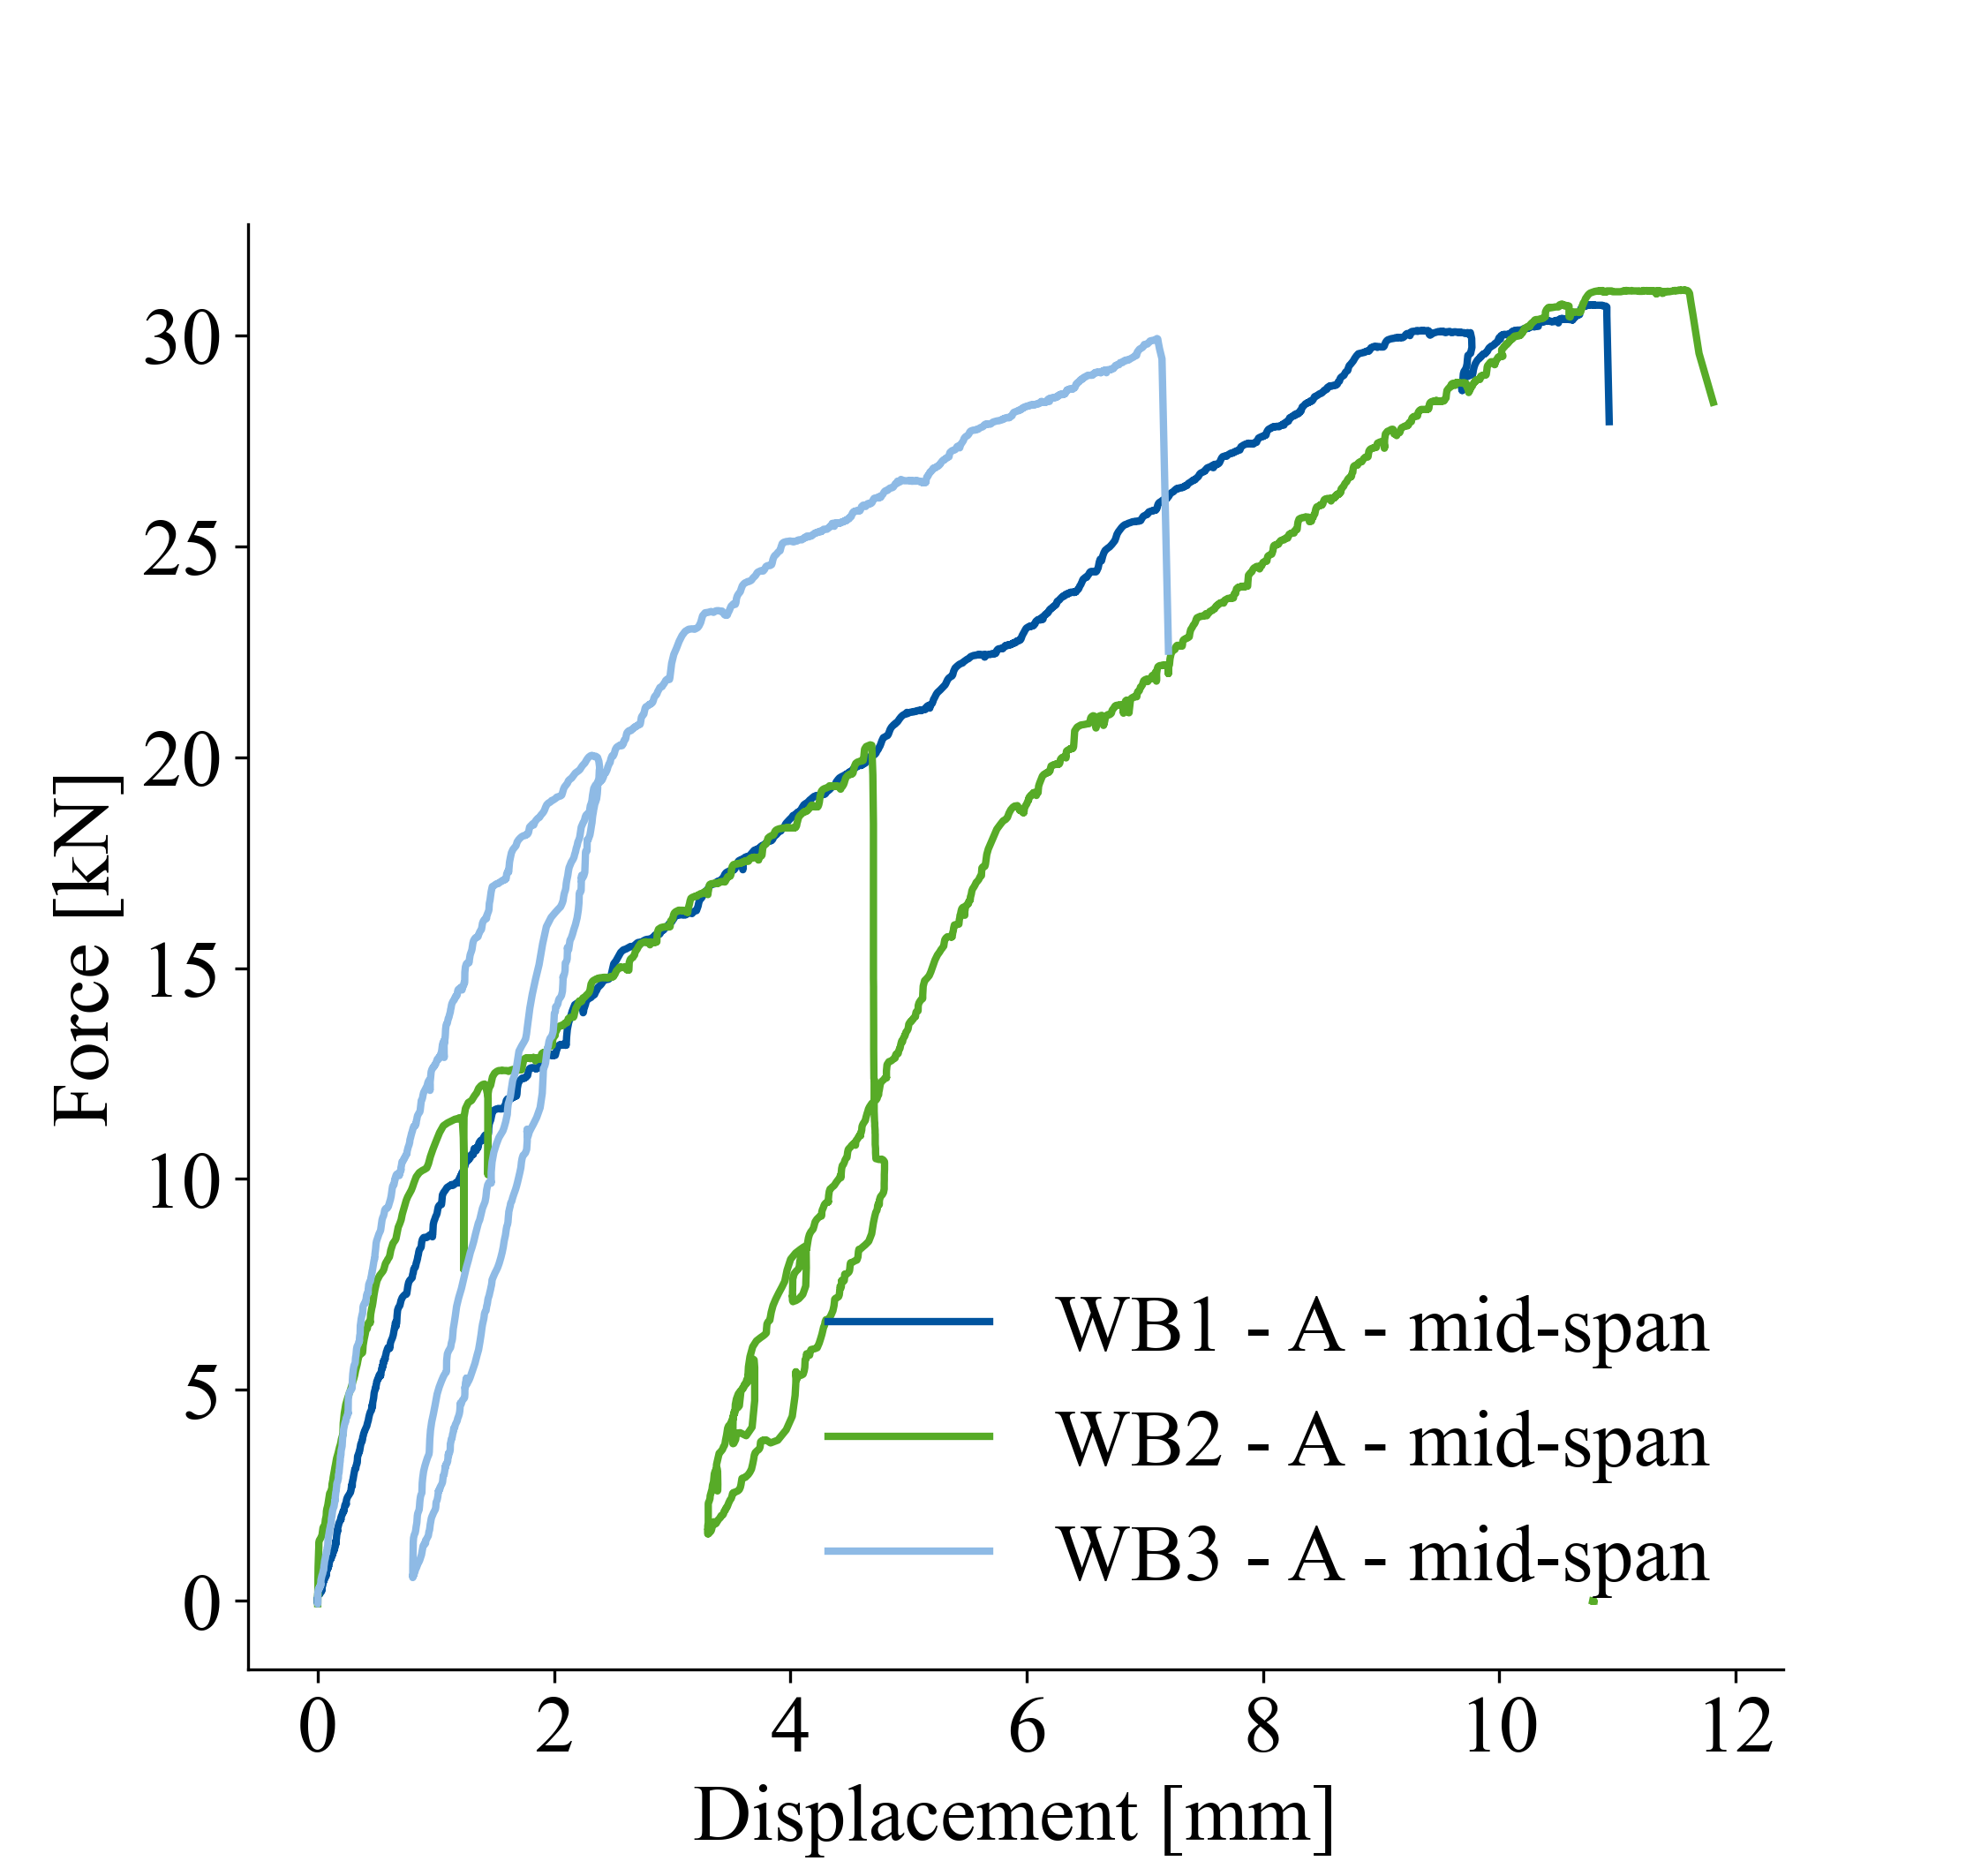 30
25
20
15
10
5
0
Force [kN]
0 2 4 6 8 10 12
Displacement [mm]
WB1 - A - mid-span
WB2 - A - mid-span
WB3 - A - mid-span